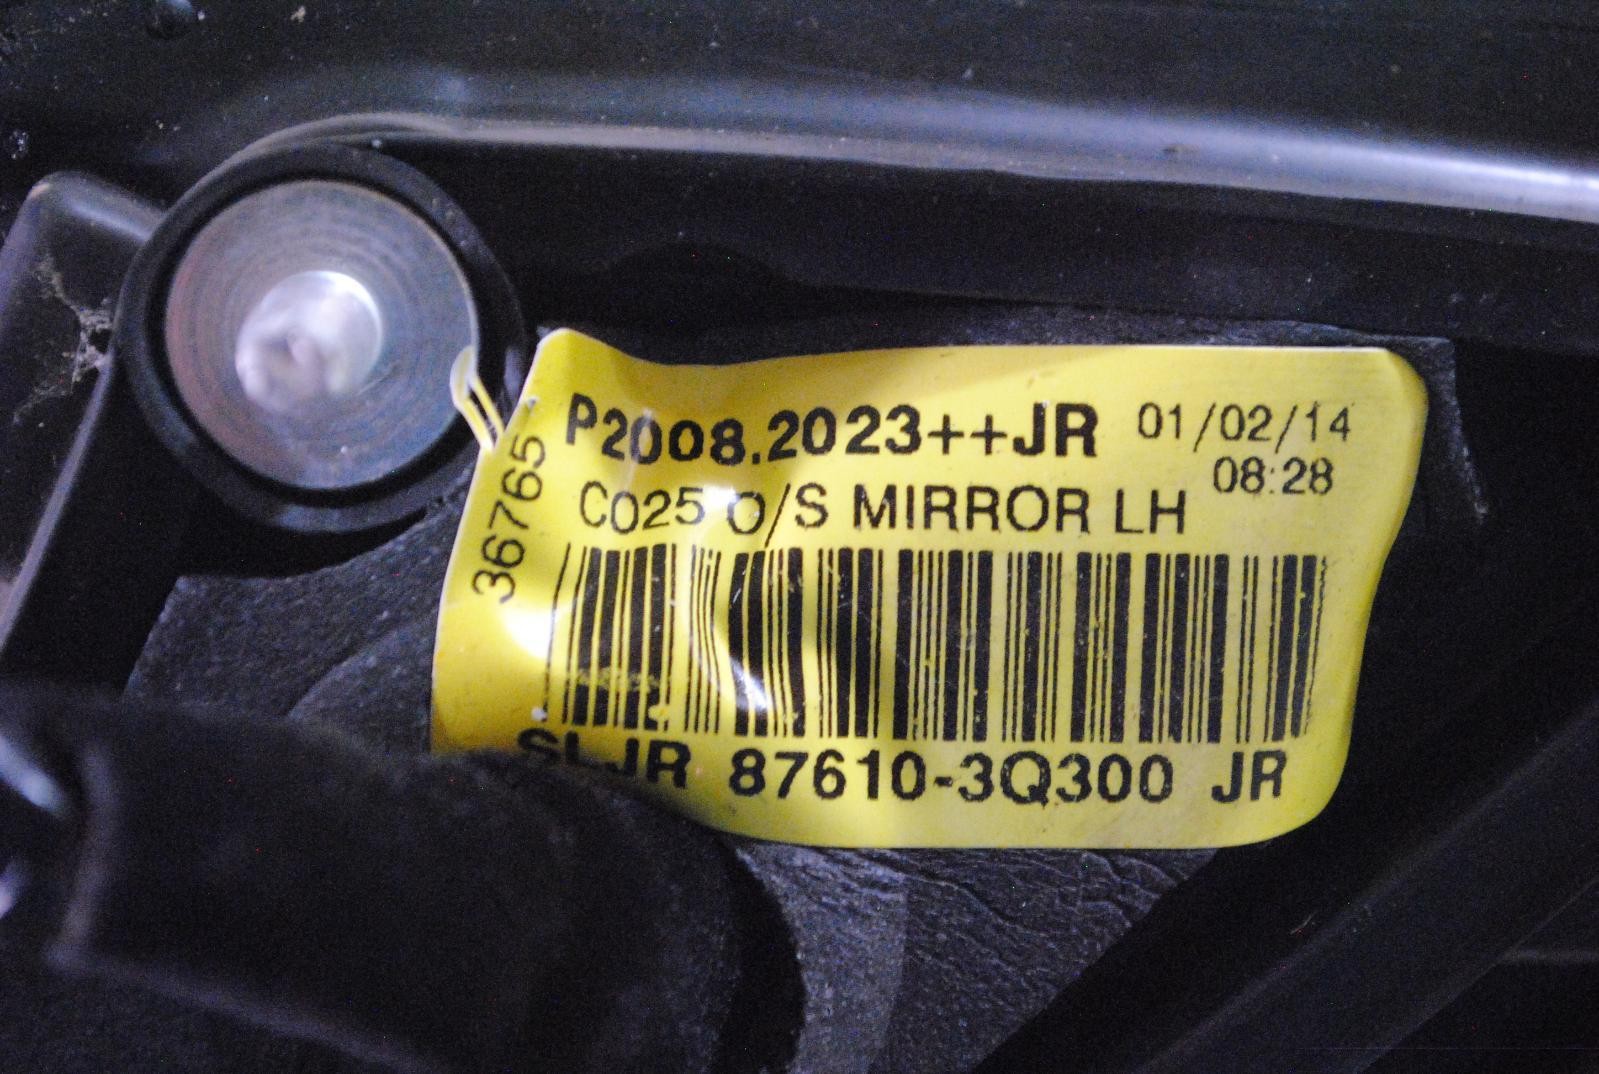 P2008.2023++JR 01/02/14
08:28
C025 O/S MIRROR LH
36765
SLJR 87610-3Q300 JR